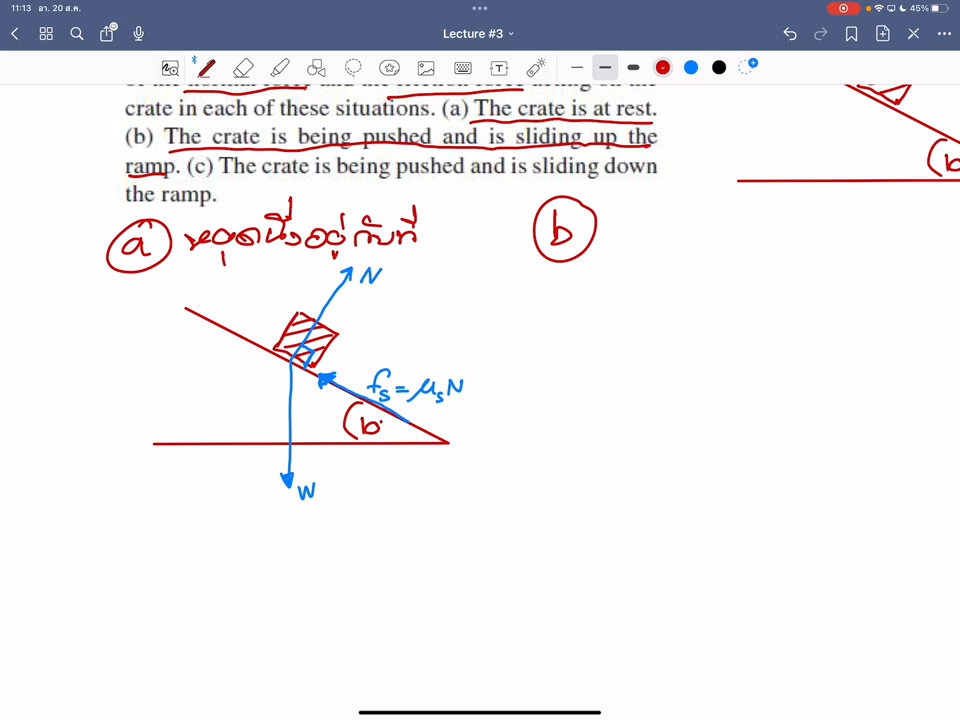 11:13 อา. 20 ส.ค.
45%
Lecture #3
crate in each of these situations. (a) The crate is at rest.
(b) The crate is being pushed and is sliding up the
ramp. (c) The crate is being pushed and is sliding down
the ramp.
a หยุดนิ่งอยู่กับที่
b
(b
N
fs = μsN
(b
W